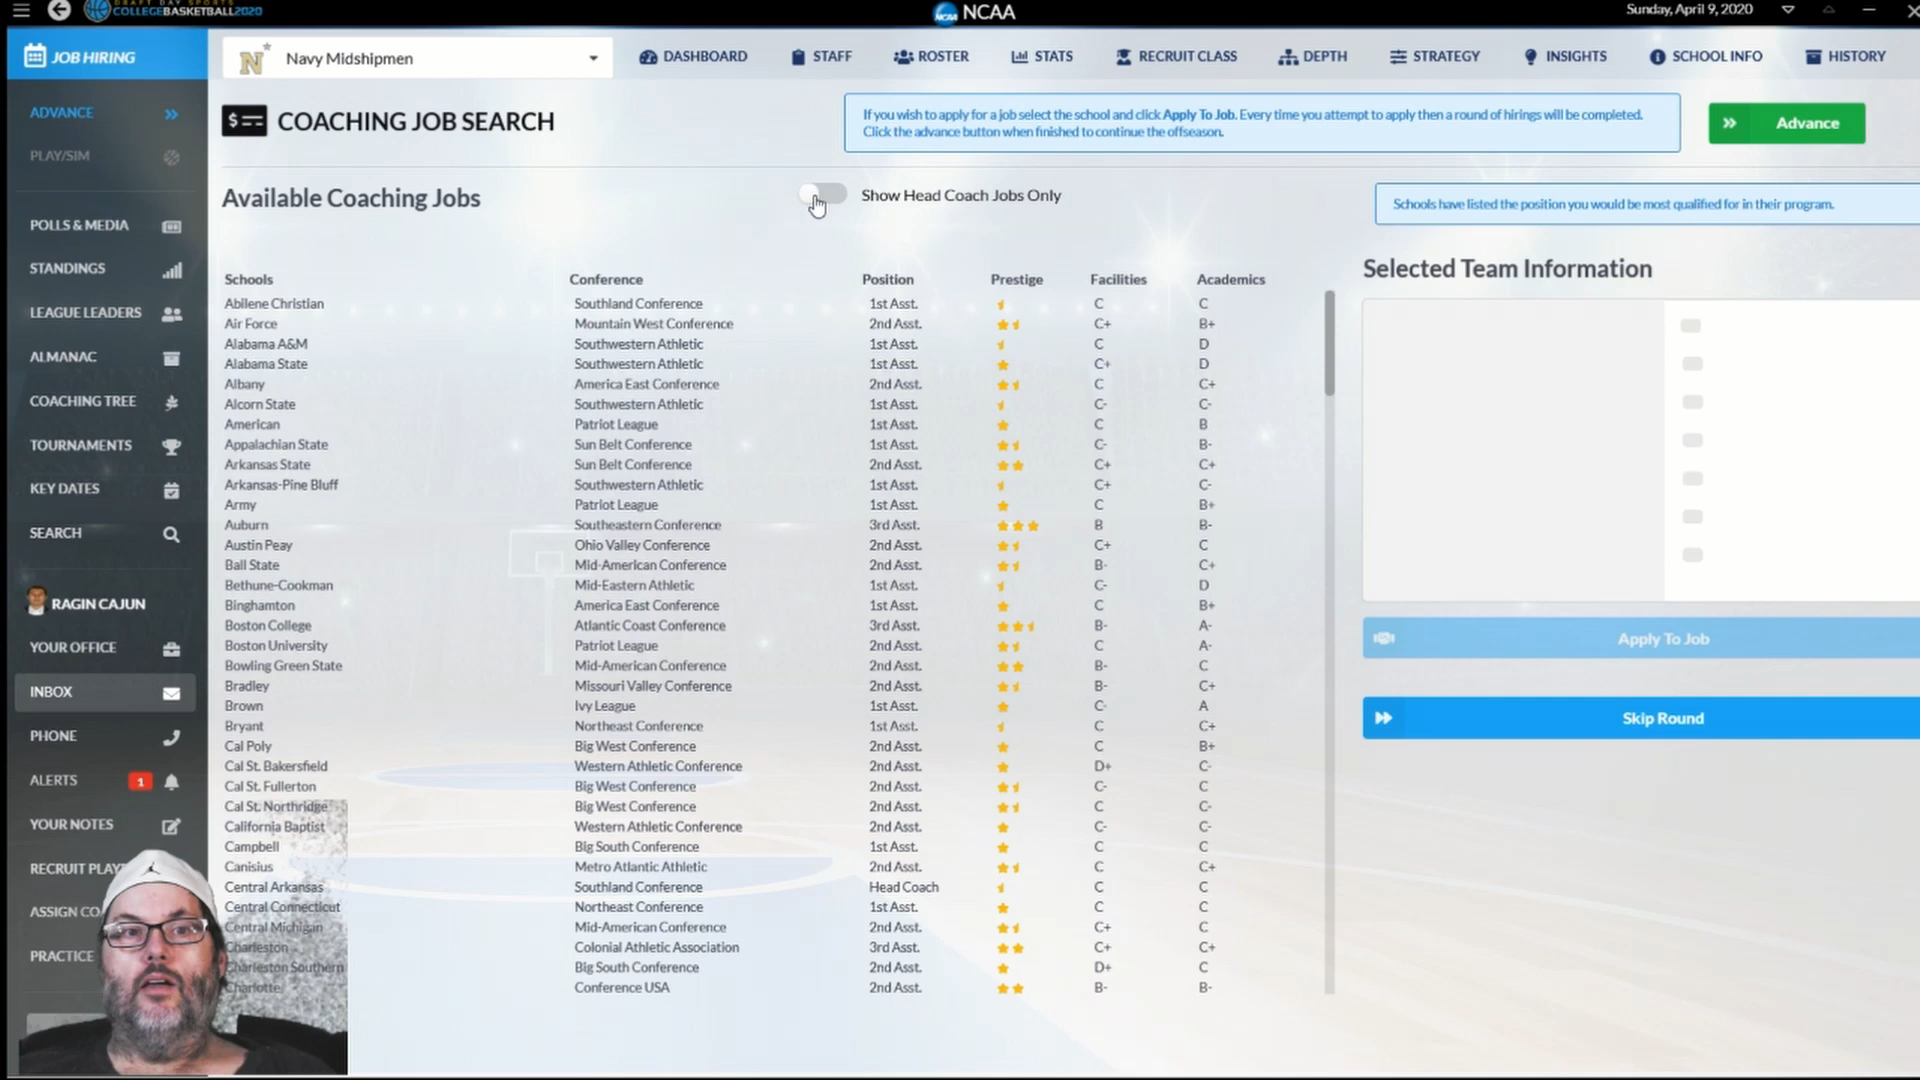 DRAFT DAY SPORTS
COLLEGEBASKETBALL2020
NCAA
NCAA
Sunday, April 9, 2020
JOB HIRING
N
Navy Midshipmen
DASHBOARD
STAFF
ROSTER
STATS
RECRUIT CLASS
DEPTH
STRATEGY
INSIGHTS
SCHOOL INFO
HISTORY
ADVANCE
PLAY/SIM
POLLS & MEDIA
STANDINGS
LEAGUE LEADERS
ALMANAC
COACHING TREE
TOURNAMENTS
KEY DATES
SEARCH
RAGIN CAJUN
YOUR OFFICE
INBOX
PHONE
ALERTS 1
YOUR NOTES
RECRUIT PLAY
ASSIGN CO
PRACTICE
COACHING JOB SEARCH
If you wish to apply for a job select the school and click Apply To Job. Every time you attempt to apply then a round of hirings will be completed.
Click the advance button when finished to continue the offseason.
Advance
Available Coaching Jobs
Show Head Coach Jobs Only
Schools have listed the position you would be most qualified for in their program.
Schools Conference Position Prestige Facilities Academics
Abilene Christian Southland Conference 1st Asst. C C
Air Force Mountain West Conference 2nd Asst. C+ B+
Alabama A&M Southwestern Athletic 1st Asst. C D
Alabama State Southwestern Athletic 1st Asst. C+ D
Albany America East Conference 2nd Asst. C C+
Alcorn State Southwestern Athletic 1st Asst. C- C-
American Patriot League 1st Asst. C B
Appalachian State Sun Belt Conference 1st Asst. C- B-
Arkansas State Sun Belt Conference 2nd Asst. C+ C+
Arkansas-Pine Bluff Southwestern Athletic 1st Asst. C+ C-
Army Patriot League 1st Asst. C B+
Auburn Southeastern Conference 3rd Asst. B B-
Austin Peay Ohio Valley Conference 2nd Asst. C+ C
Ball State Mid-American Conference 2nd Asst. B- C+
Bethune-Cookman Mid-Eastern Athletic 1st Asst. C- D
Binghamton America East Conference 1st Asst. C B+
Boston College Atlantic Coast Conference 3rd Asst. B- A-
Boston University Patriot League 2nd Asst. C A-
Bowling Green State Mid-American Conference 2nd Asst. B- C
Bradley Missouri Valley Conference 2nd Asst. B- C+
Brown Ivy League 1st Asst. C- A
Bryant Northeast Conference 1st Asst. C C+
Cal Poly Big West Conference 2nd Asst. C B+
Cal St. Bakersfield Western Athletic Conference 2nd Asst. D+ C-
Cal St. Fullerton Big West Conference 2nd Asst. C- C
Cal St. Northridge Big West Conference 2nd Asst. C C-
California Baptist Western Athletic Conference 2nd Asst. C- C-
Campbell Big South Conference 1st Asst. C C
Canisius Metro Atlantic Athletic 2nd Asst. C C+
Central Arkansas Southland Conference Head Coach C C
Central Connecticut Northeast Conference 1st Asst. C C
Central Michigan Mid-American Conference 2nd Asst. C+ C
Charleston Colonial Athletic Association 3rd Asst. C+ C+
Charleston Southern Big South Conference 2nd Asst. D+ C
Charlotte Conference USA 2nd Asst. B- B-
Selected Team Information
Apply To Job
Skip Round